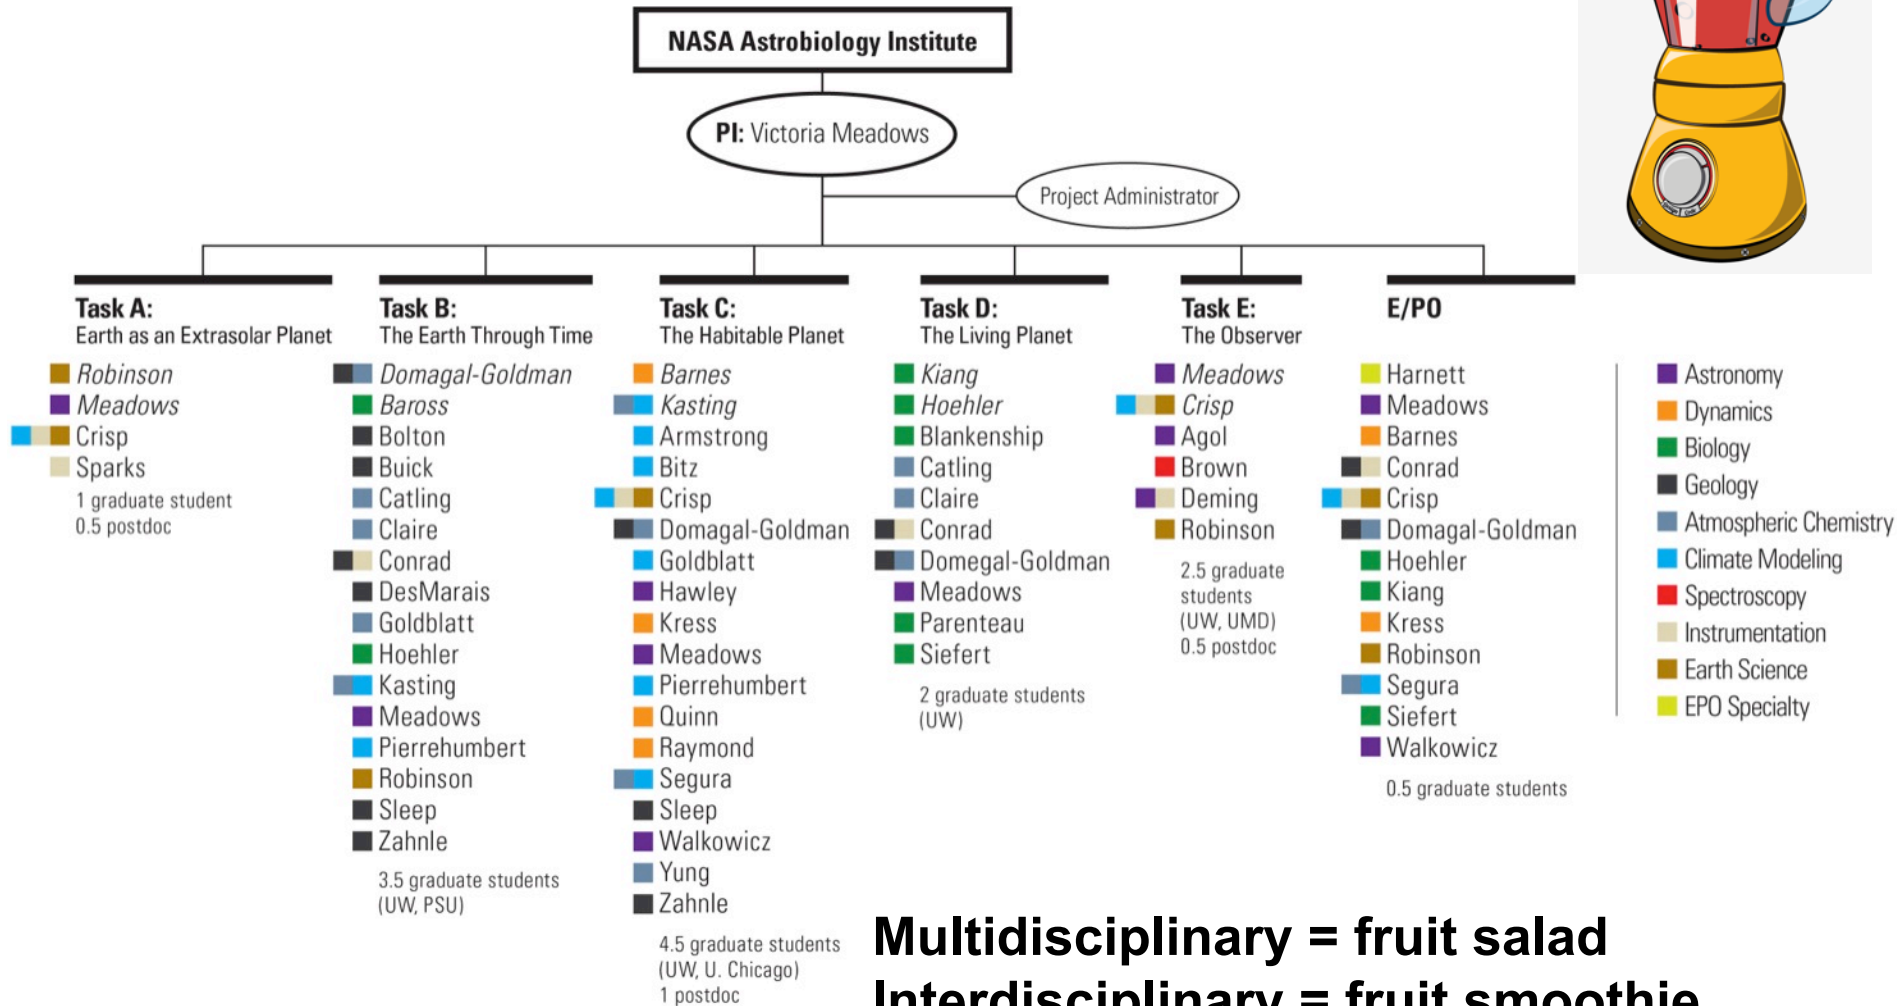 NASA Astrobiology Institute
PI: Victoria Meadows
Project Administrator
Task A:
Earth as an Extrasolar Planet
Robinson
Meadows
Crisp
Sparks
1 graduate student
0.5 postdoc
Task B:
The Earth Through Time
Domagal-Goldman
Baross
Bolton
Buick
Catling
Claire
Conrad
DesMarais
Goldblatt
Hoehler
Kasting
Meadows
Pierrehumbert
Robinson
Sleep
Zahnle
3.5 graduate students
(UW, PSU)
Task C:
The Habitable Planet
Barnes
Kasting
Armstrong
Bitz
Crisp
Domagal-Goldman
Goldblatt
Hawley
Kress
Meadows
Pierrehumbert
Quinn
Raymond
Segura
Sleep
Walkowicz
Yung
Zahnle
4.5 graduate students
(UW, U. Chicago)
1 postdoc
Task D:
The Living Planet
Kiang
Hoehler
Blankenship
Catling
Claire
Conrad
Domegal-Goldman
Meadows
Parenteau
Siefert
2 graduate students
(UW)
Task E:
The Observer
Meadows
Crisp
Agol
Brown
Deming
Robinson
2.5 graduate
students
(UW, UMD)
0.5 postdoc
E/PO
Harnett
Meadows
Barnes
Conrad
Crisp
Domagal-Goldman
Hoehler
Kiang
Kress
Robinson
Segura
Siefert
Walkowicz
0.5 graduate students
Astronomy
Dynamics
Biology
Geology
Atmospheric Chemistry
Climate Modeling
Spectroscopy
Instrumentation
Earth Science
EPO Specialty
Multidisciplinary = fruit salad
Interdisciplinary = fruit smoothie